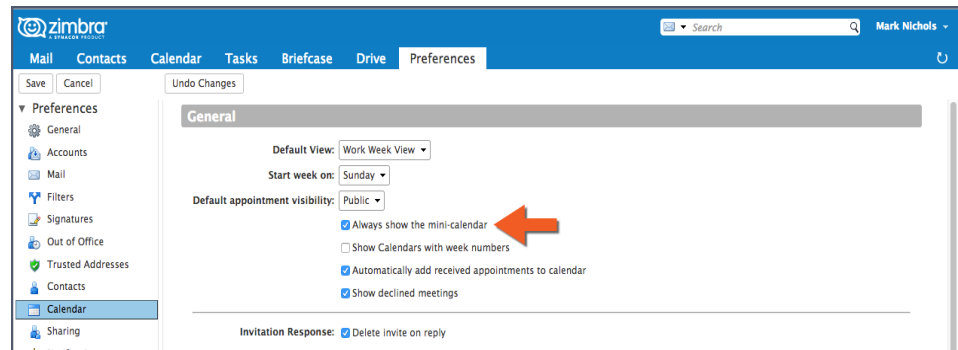 zimbra
A SYNACOR PRODUCT
Search
Mark Nichols
Mail Contacts Calendar Tasks Briefcase Drive Preferences
Save Cancel Undo Changes
Preferences
General
General
Default View: Work Week View
Accounts
Start week on: Sunday
Mail
Default appointment visibility: Public
Filters
Always show the mini-calendar
Signatures
Show Calendars with week numbers
Out of Office
Automatically add received appointments to calendar
Trusted Addresses
Show declined meetings
Contacts
Calendar
Sharing
Invitation Response: Delete invite on reply